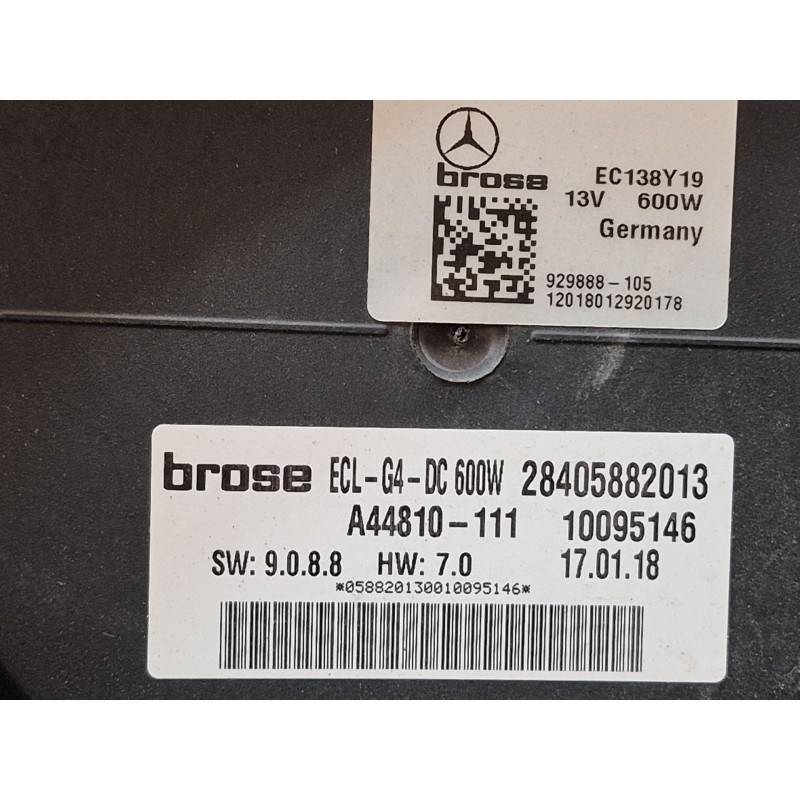 brose EC138Y19
13V 600W
Germany
929888-105
12018012920178
brose ECL-G4-DC 600W 28405882013
A44810-111 10095146
SW: 9.0.8.8 HW: 7.0 17.01.18
*058820130010095146*